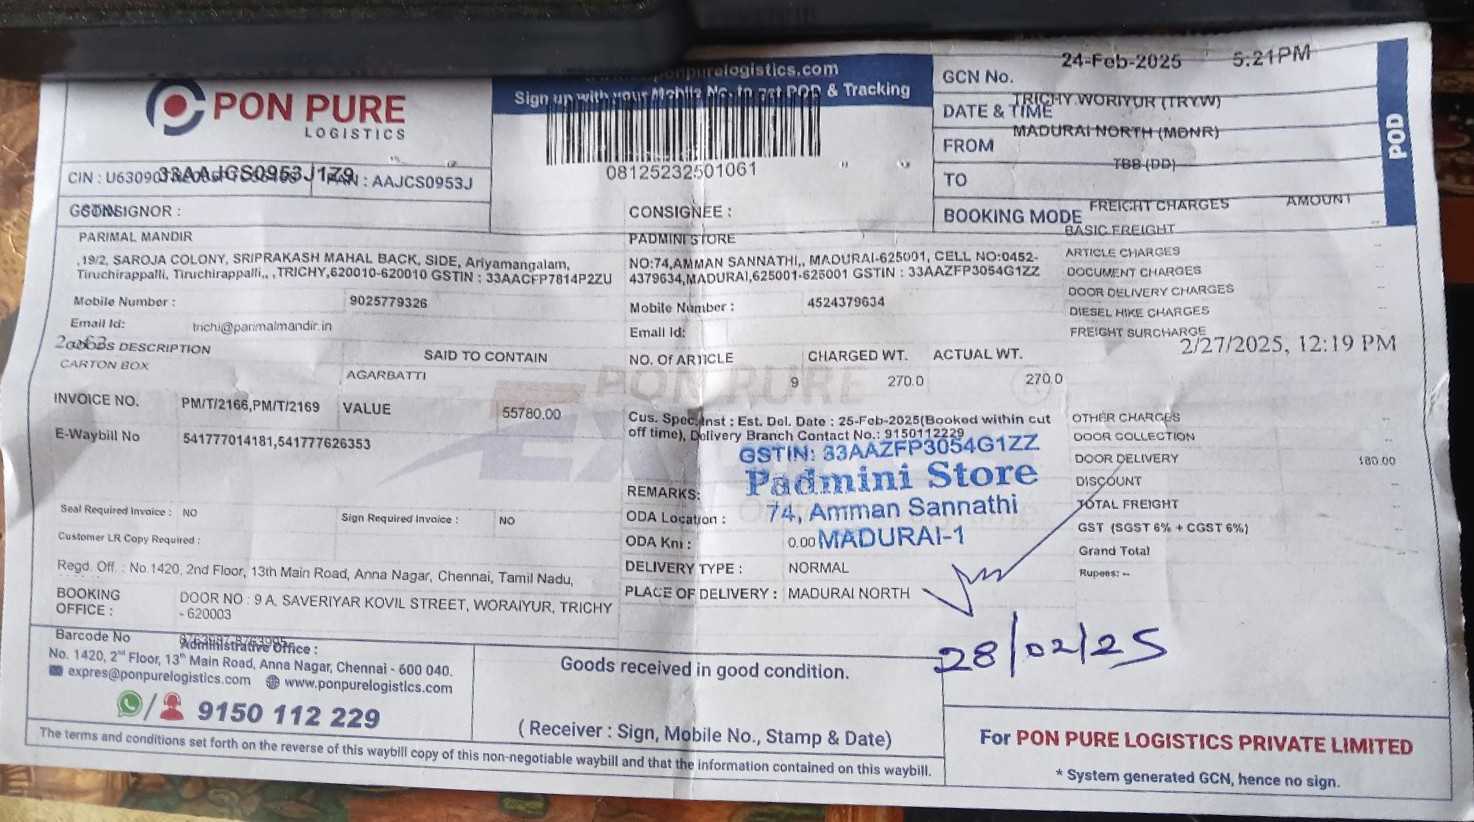 PON PURE
LOGISTICS
ponpurelogistics.com
Sign up with your Mobile No. to get POD & Tracking
08125232501061
GCN No.
24-Feb-2025 5:21PM
DATE & TIME
TRICHY WORIYUR (TRYW)
FROM
MADURAI NORTH (MDNR)
TO
TBB (DD)
BOOKING MODE
POD
33AAJCS0953J1Z9
PAN : AAJCS0953J
CONSIGNOR :
PARIMAL MANDIR
,19/2, SAROJA COLONY, SRIPRAKASH MAHAL BACK, SIDE, Ariyamangalam,
Tiruchirappalli, Tiruchirappalli,, ,TRICHY,620010-620010 GSTIN : 33AACFP7814P2ZU
Mobile Number : 9025779326
Email Id: trichi@parimalmandir.in
CONSIGNEE :
PADMINI STORE
NO:74,AMMAN SANNATHI,, MADURAI-625001, CELL NO:0452-
4379634,MADURAI,625001-625001 GSTIN : 33AAZFP3054G1ZZ
Mobile Number : 4524379634
Email Id:
FREIGHT CHARGES AMOUNT
BASIC FREIGHT --
ARTICLE CHARGES --
DOCUMENT CHARGES --
DOOR DELIVERY CHARGES --
DIESEL HIKE CHARGES --
FREIGHT SURCHARGE --
2/27/2025, 12:19 PM
DESCRIPTION SAID TO CONTAIN NO. Of ARTICLE CHARGED WT. ACTUAL WT.
CARTON BOX AGARBATTI 9 270.0 270.0
INVOICE NO. PM/T/2166,PM/T/2169 VALUE 55780.00
E-Waybill No 541777014181,541777626353
Cus. Spec. Inst : Est. Del. Date : 25-Feb-2025(Booked within cut
off time), Delivery Branch Contact No.: 9150112229
GSTIN: 33AAZFP3054G1ZZ
Padmini Store
74, Amman Sannathi
MADURAI-1
REMARKS:
ODA Location :
ODA Km : 0.00
DELIVERY TYPE : NORMAL
PLACE OF DELIVERY : MADURAI NORTH
OTHER CHARGES
DOOR COLLECTION --
DOOR DELIVERY 180.00
DISCOUNT
TOTAL FREIGHT --
GST (SGST 6% + CGST 6%) --
Grand Total --
Rupees: --
Seal Required Invoice : NO Sign Required Invoice : NO
Customer LR Copy Required :
Regd. Off. : No.1420, 2nd Floor, 13th Main Road, Anna Nagar, Chennai, Tamil Nadu,
BOOKING OFFICE : DOOR NO : 9 A, SAVERIYAR KOVIL STREET, WORAIYUR, TRICHY
- 620003
Barcode No
Administrative Office :
No. 1420, 2nd Floor, 13th Main Road, Anna Nagar, Chennai - 600 040.
expres@ponpurelogistics.com www.ponpurelogistics.com
9150 112 229
28/02/25
Goods received in good condition.
( Receiver : Sign, Mobile No., Stamp & Date)
For PON PURE LOGISTICS PRIVATE LIMITED
* System generated GCN, hence no sign.
The terms and conditions set forth on the reverse of this waybill copy of this non-negotiable waybill and that the information contained on this waybill.